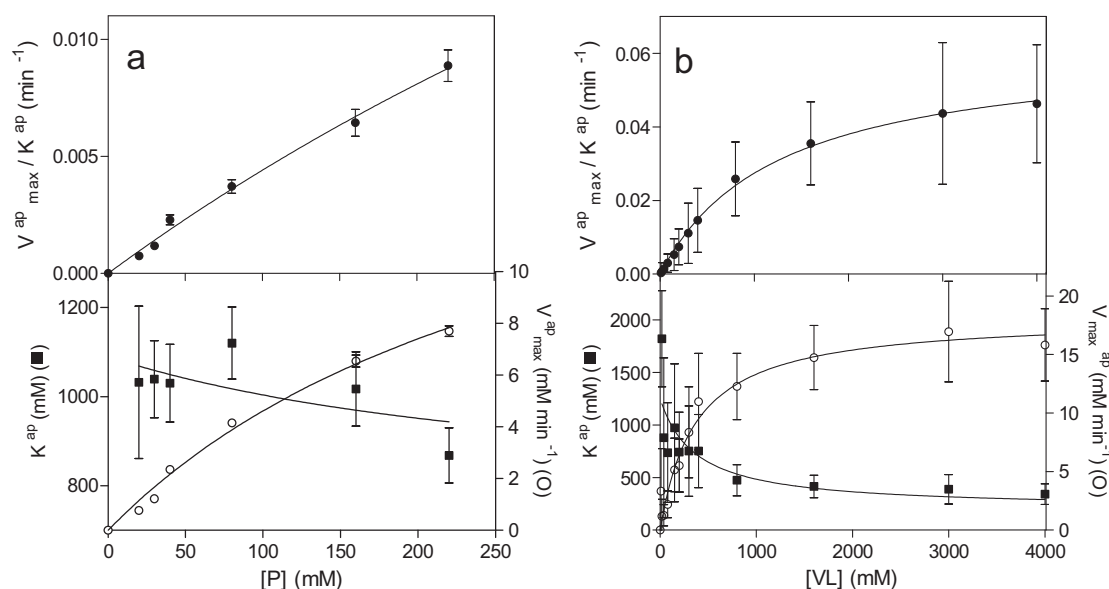 a
0.010
0.005
0.000
V ap max / K ap (min -1)
1200
1000
800
K ap (mM) (■)
10
8
6
4
2
0
V ap max (mM min -1) (O)
0 50 100 150 200 250
[P] (mM)
b
0.06
0.04
0.02
0.00
V ap max / K ap (min -1)
2000
1500
1000
500
0
K ap (mM) (■)
20
15
10
5
0
V max ap (mM min -1) (O)
0 1000 2000 3000 4000
[VL] (mM)